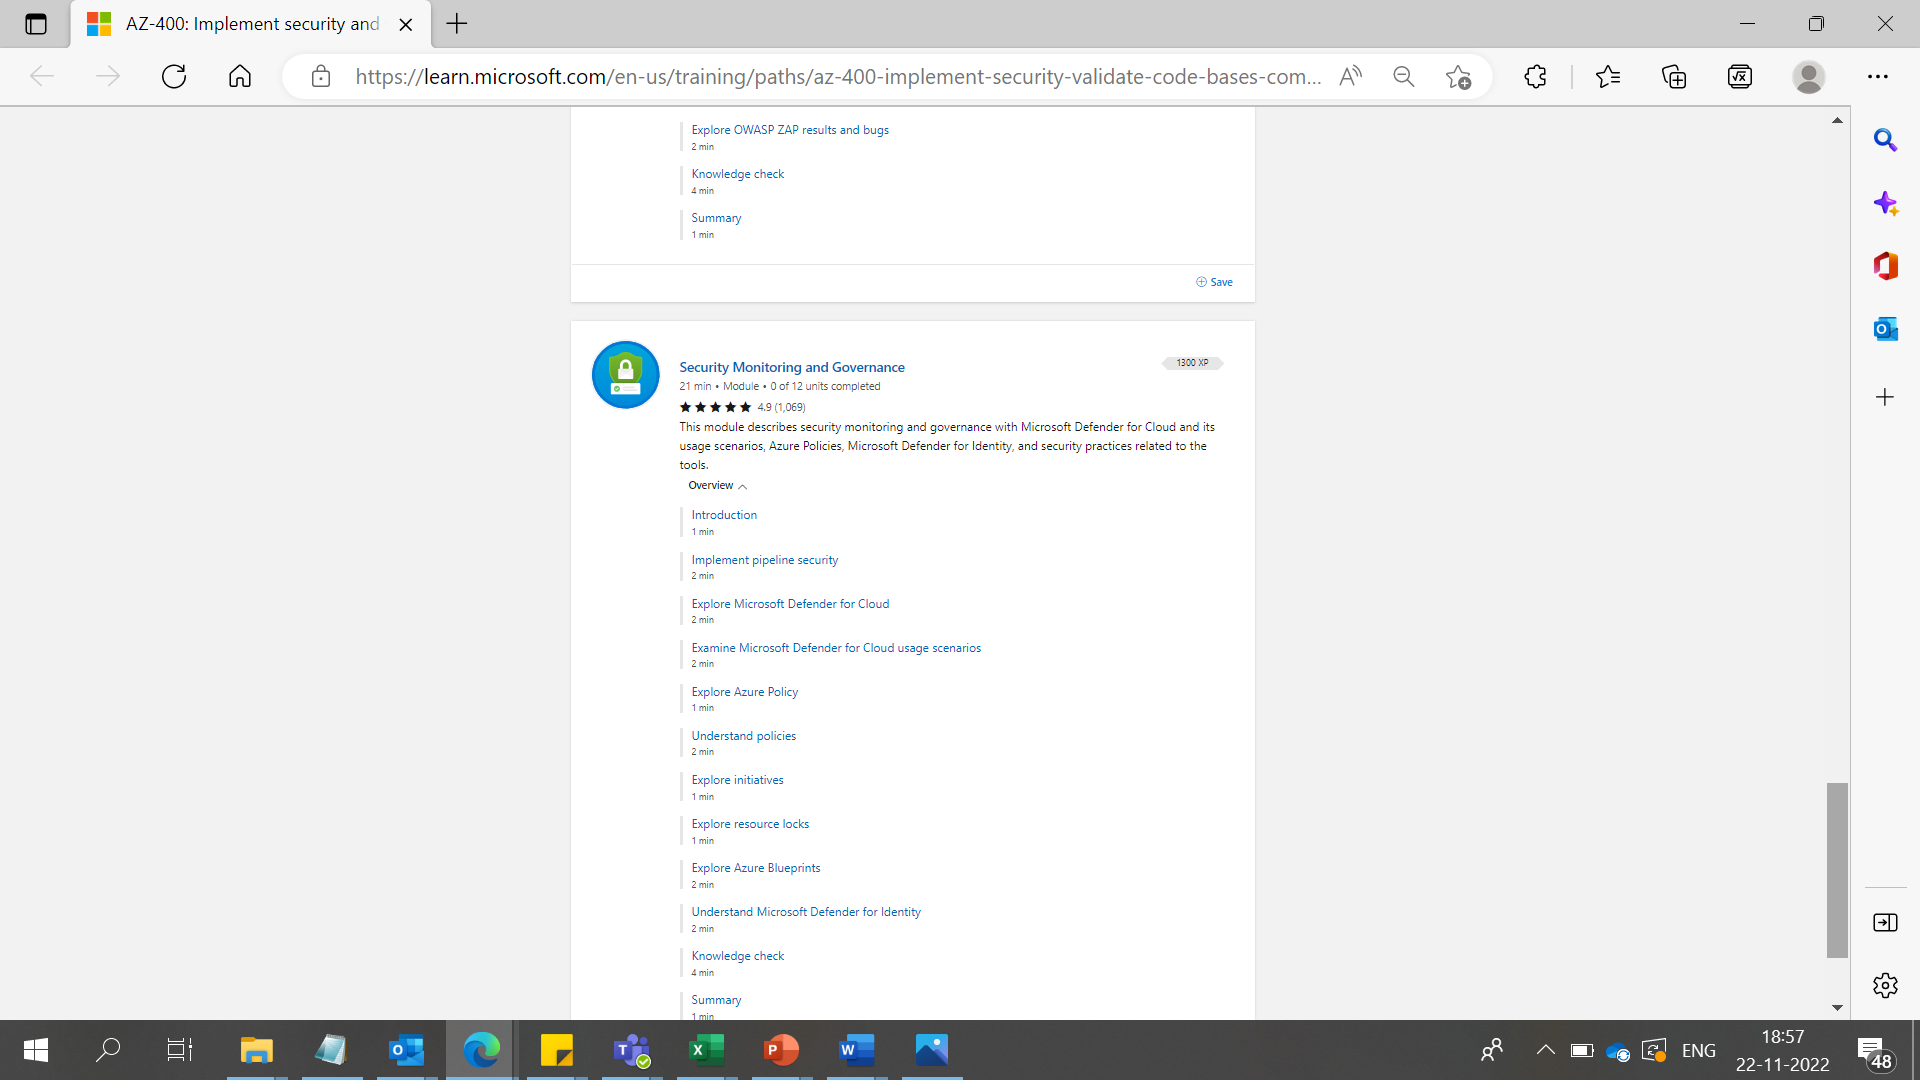 AZ-400: Implement security and
https://learn.microsoft.com/en-us/training/paths/az-400-implement-security-validate-code-bases-com...
Explore OWASP ZAP results and bugs
2 min
Knowledge check
4 min
Summary
1 min
Save
Security Monitoring and Governance
1300 XP
21 min • Module • 0 of 12 units completed
4.9 (1,069)
This module describes security monitoring and governance with Microsoft Defender for Cloud and its
usage scenarios, Azure Policies, Microsoft Defender for Identity, and security practices related to the
tools.
Overview
Introduction
1 min
Implement pipeline security
2 min
Explore Microsoft Defender for Cloud
2 min
Examine Microsoft Defender for Cloud usage scenarios
2 min
Explore Azure Policy
1 min
Understand policies
2 min
Explore initiatives
1 min
Explore resource locks
1 min
Explore Azure Blueprints
2 min
Understand Microsoft Defender for Identity
2 min
Knowledge check
4 min
Summary
1 min
ENG
18:57
22-11-2022
48